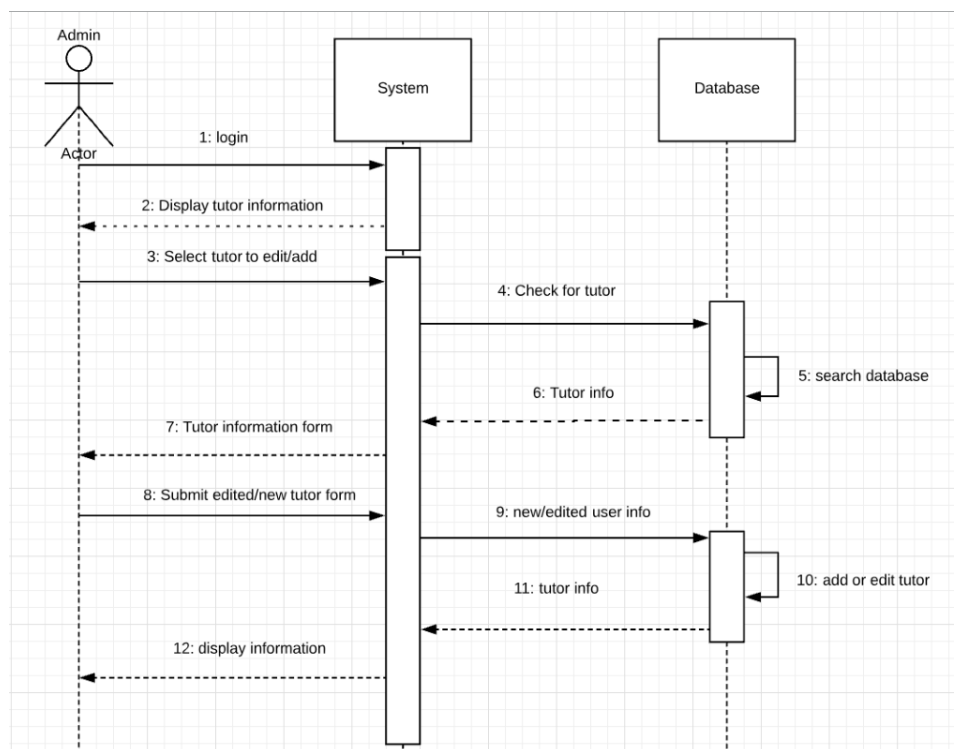 Admin
System
Database
Actor
1: login
2: Display tutor information
3: Select tutor to edit/add
4: Check for tutor
5: search database
6: Tutor info
7: Tutor information form
8: Submit edited/new tutor form
9: new/edited user info
10: add or edit tutor
11: tutor info
12: display information